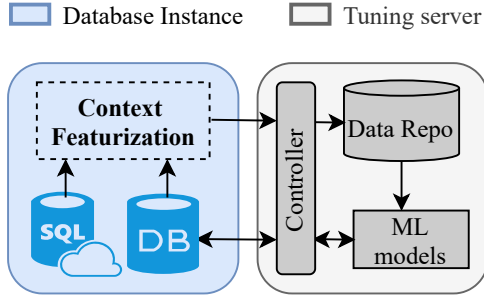 Database Instance
Tuning server
Context
Featurization
SQL
DB
Controller
Data Repo
ML
models